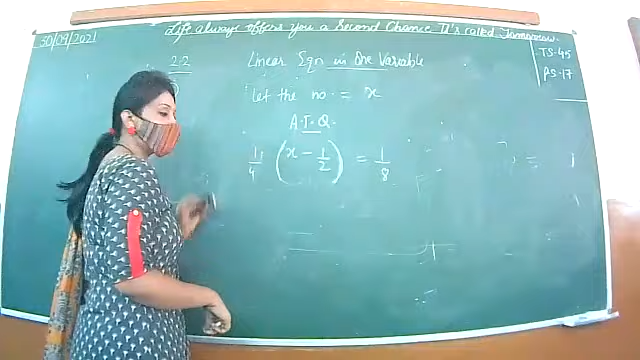 30/09/2021
Life always offers you a Second Chance It's called Tomorrow.
TS-45
PS-17
2.2
Linear Eqn in One Variable
let the no. = x
A.T.Q.
1/4 (x - 1/2) = 1/8